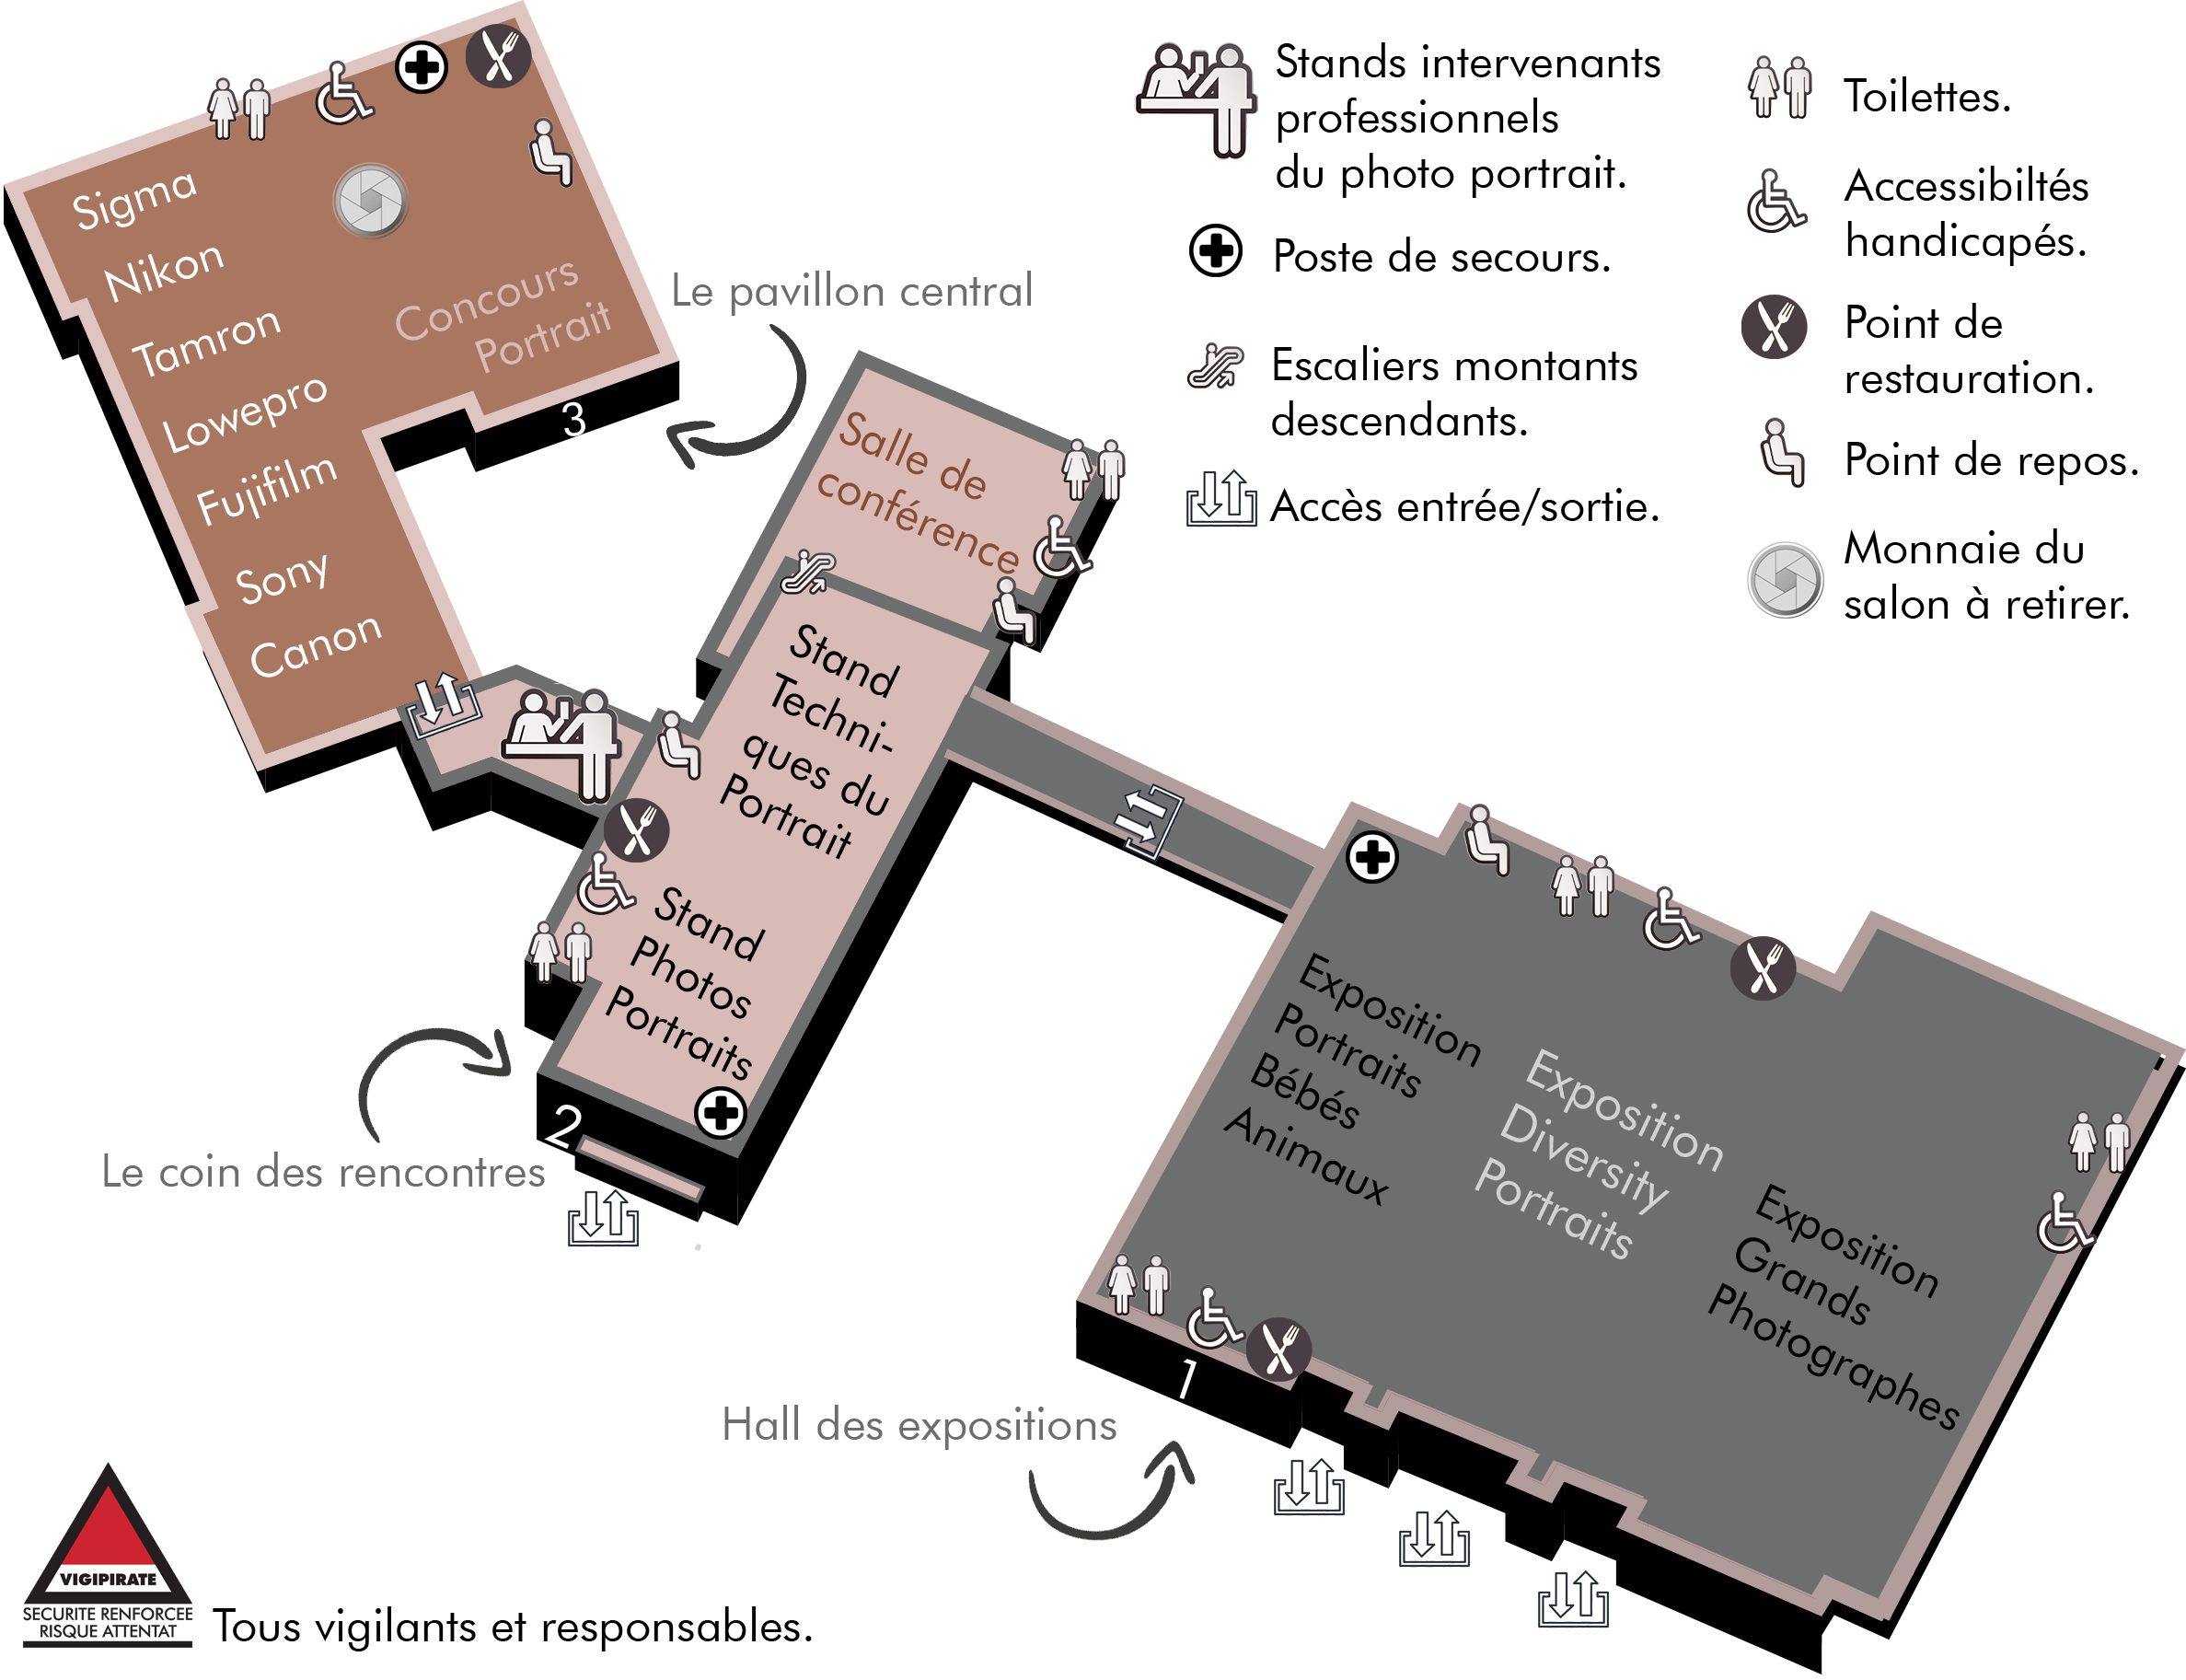 Stands intervenants
professionnels
du photo portrait.
Poste de secours.
Escaliers montants
descendants.
Accès entrée/sortie.
Toilettes.
Accessibiltés
handicapés.
Point de
restauration.
Point de repos.
Monnaie du
salon à retirer.
Sigma
Nikon
Tamron
Lowepro
Fujifilm
Sony
Canon
Concours
Portrait
3
Le pavillon central
Salle de
conférence
Stand
Techni-
ques du
Portrait
Stand
Photos
Portraits
2
Le coin des rencontres
Exposition
Portraits
Bébés
Animaux
Exposition
Diversity
Portraits
Exposition
Grands
Photographes
1
Hall des expositions
VIGIPIRATE
SECURITE RENFORCEE
RISQUE ATTENTAT
Tous vigilants et responsables.